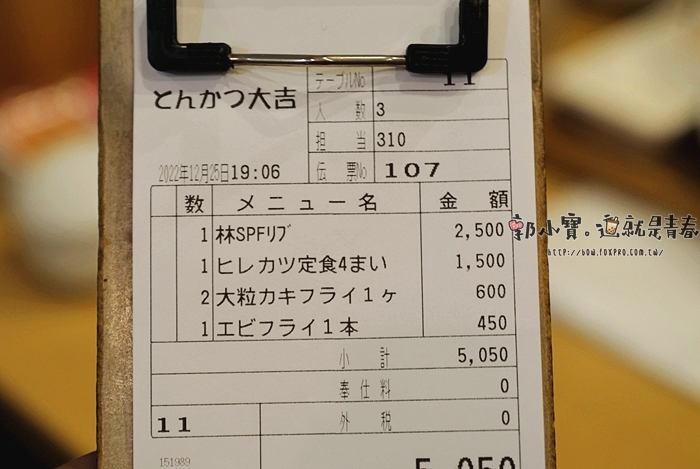 テーブルNo 11
とんかつ大吉
人 数 3
担 当 310
2022年12月25日19:06
伝 票No 107
数 メニュー名 金 額
1 林SPFリブ 2,500
1 ヒレカツ定食4まい 1,500
2 大粒カキフライ1ヶ 600
1 エビフライ1本 450
小 計 5,050
奉仕料 0
11 外 税 0
151989
5,050
郭小寶。這就是青春
http://bow.foxpro.com.tw/